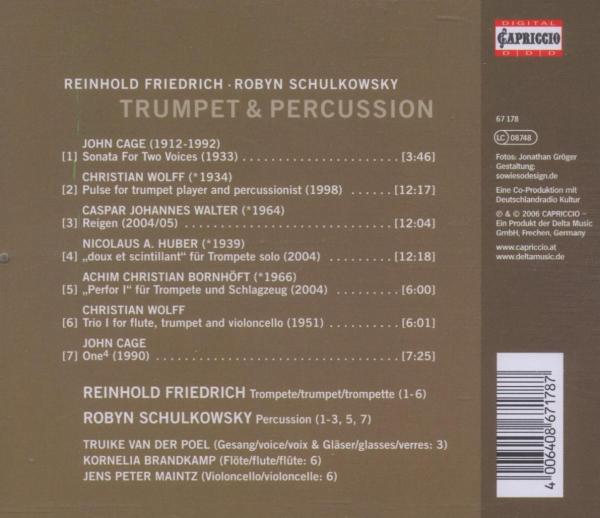 REINHOLD FRIEDRICH · ROBYN SCHULKOWSKY
TRUMPET & PERCUSSION
JOHN CAGE (1912-1992)
[1] Sonata For Two Voices (1933) . . . . . . . . . . . . . . . . . . . . . . . [3:46]
CHRISTIAN WOLFF (*1934)
[2] Pulse for trumpet player and percussionist (1998) . . . . . . . . . [12:17]
CASPAR JOHANNES WALTER (*1964)
[3] Reigen (2004/05) . . . . . . . . . . . . . . . . . . . . . . . . . . . . . . . . [12:04]
NICOLAUS A. HUBER (*1939)
[4] „doux et scintillant“ für Trompete solo (2004) . . . . . . . . . . . . [12:18]
ACHIM CHRISTIAN BORNHÖFT (*1966)
[5] „Perfor I“ für Trompete und Schlagzeug (2004) . . . . . . . . . . . [6:00]
CHRISTIAN WOLFF
[6] Trio I for flute, trumpet and violoncello (1951) . . . . . . . . . . . . [6:01]
JOHN CAGE
[7] One⁴ (1990) . . . . . . . . . . . . . . . . . . . . . . . . . . . . . . . . . . . . [7:25]
REINHOLD FRIEDRICH Trompete/trumpet/trompette (1-6)
ROBYN SCHULKOWSKY Percussion (1-3, 5, 7)
TRUIKE VAN DER POEL (Gesang/voice/voix & Gläser/glasses/verres: 3)
KORNELIA BRANDKAMP (Flöte/flute/flûte: 6)
JENS PETER MAINTZ (Violoncello/violoncelle: 6)
DIGITAL
CAPRICCIO
D D D
67 178
LC 08748
Fotos: Jonathan Gröger
Gestaltung:
sowiesodesign.de
Eine Co-Produktion mit
Deutschlandradio Kultur
℗ & © 2006 CAPRICCIO –
Ein Produkt der Delta Music
GmbH, Frechen, Germany
www.capriccio.at
www.deltamusic.de
4 006408 671787